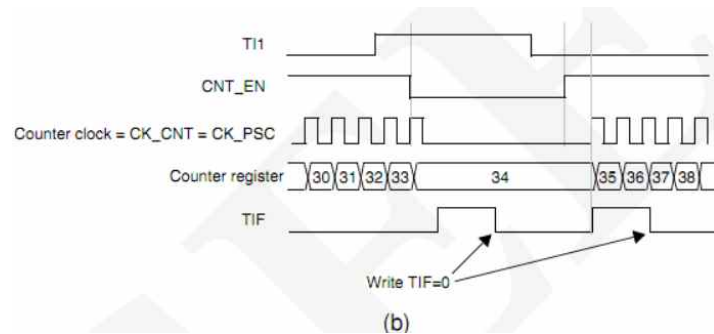 TI1
CNT_EN
Counter clock = CK_CNT = CK_PSC
Counter register 30 31 32 33 34 35 36 37 38
TIF
Write TIF=0
(b)